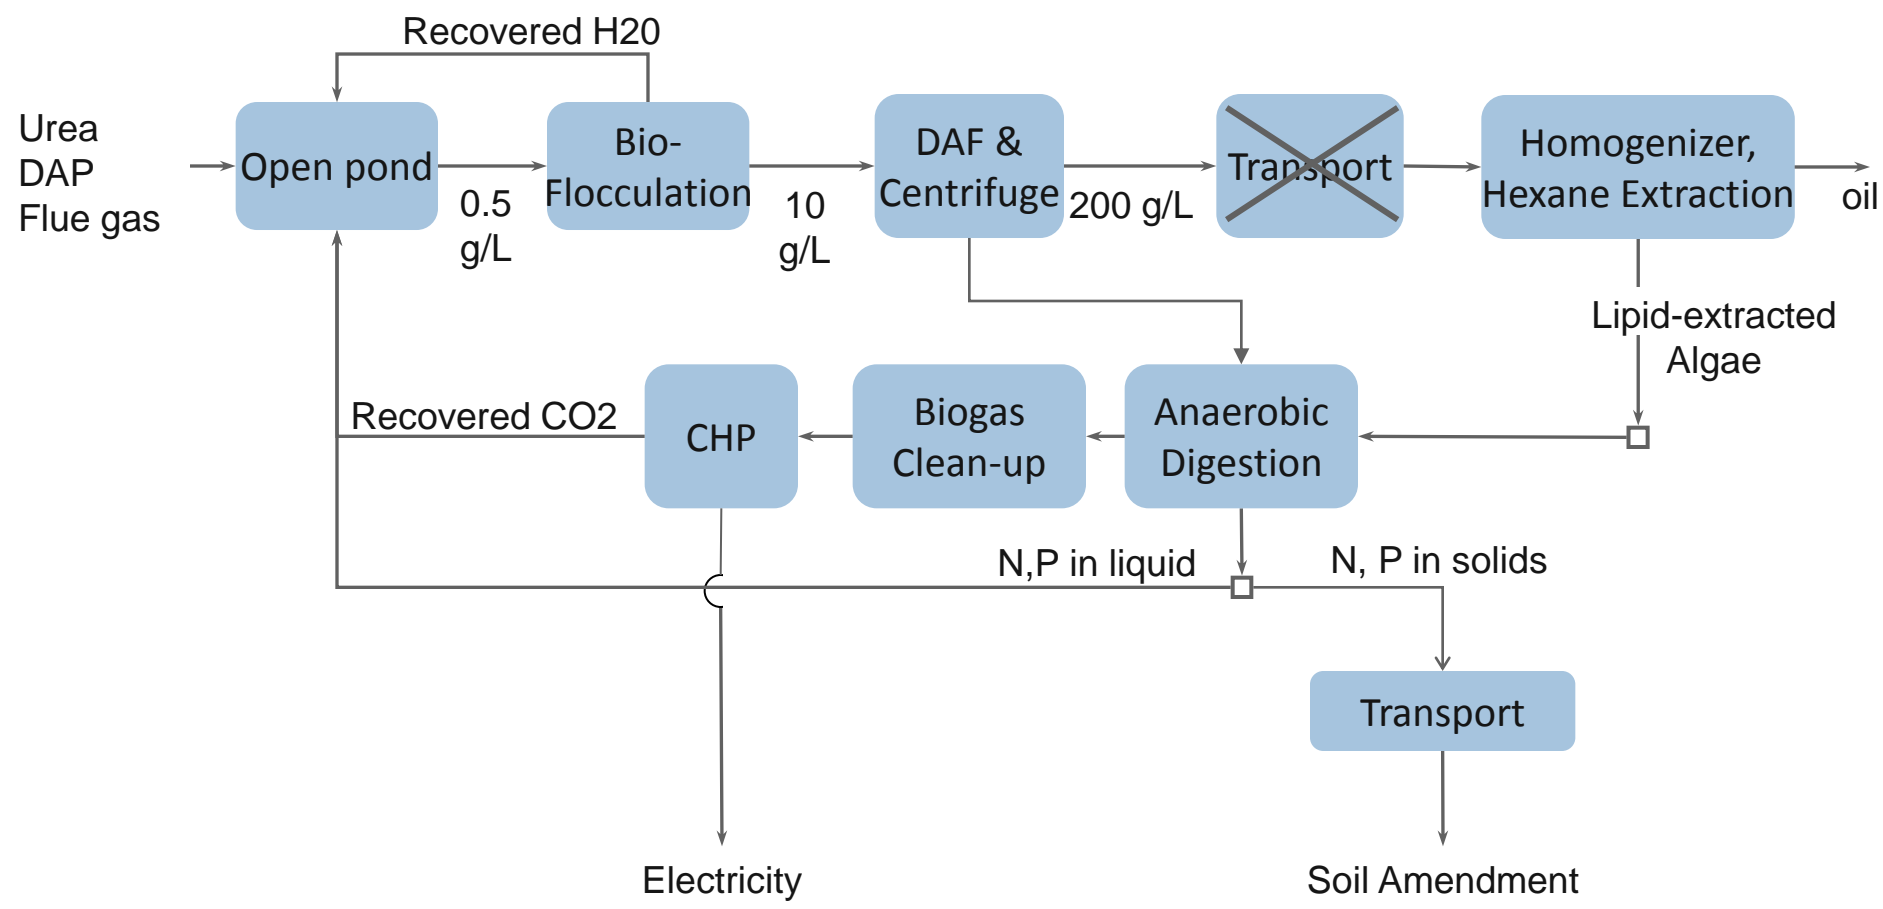 Recovered H20
Urea
DAP
Flue gas
Open pond
0.5
g/L
Bio-
Flocculation
10
g/L
DAF &
Centrifuge
200 g/L
Transport
Homogenizer,
Hexane Extraction
oil
Lipid-extracted
Algae
Recovered CO2
CHP
Biogas
Clean-up
Anaerobic
Digestion
N,P in liquid
N, P in solids
Transport
Electricity
Soil Amendment